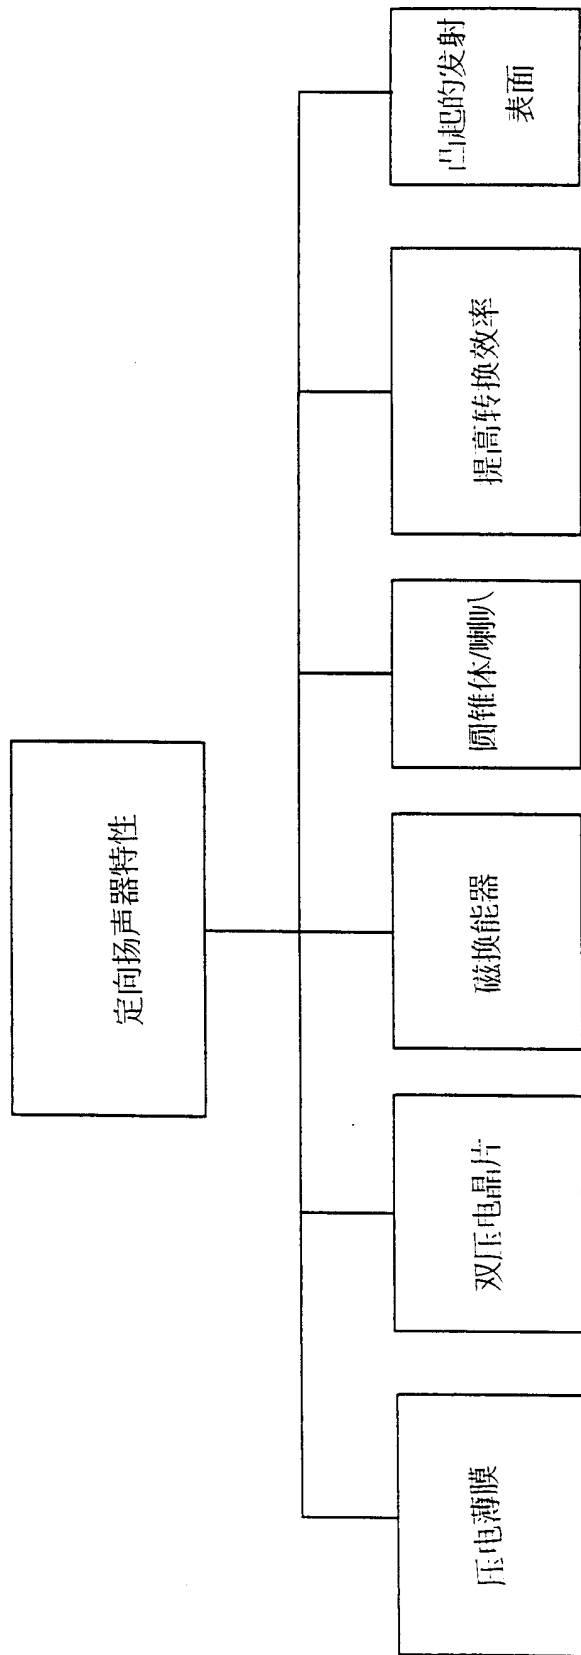 定向扬声器特性
压电薄膜
双压电晶片
磁换能器
圆锥体/喇叭
提高转换效率
凸起的发射
表面